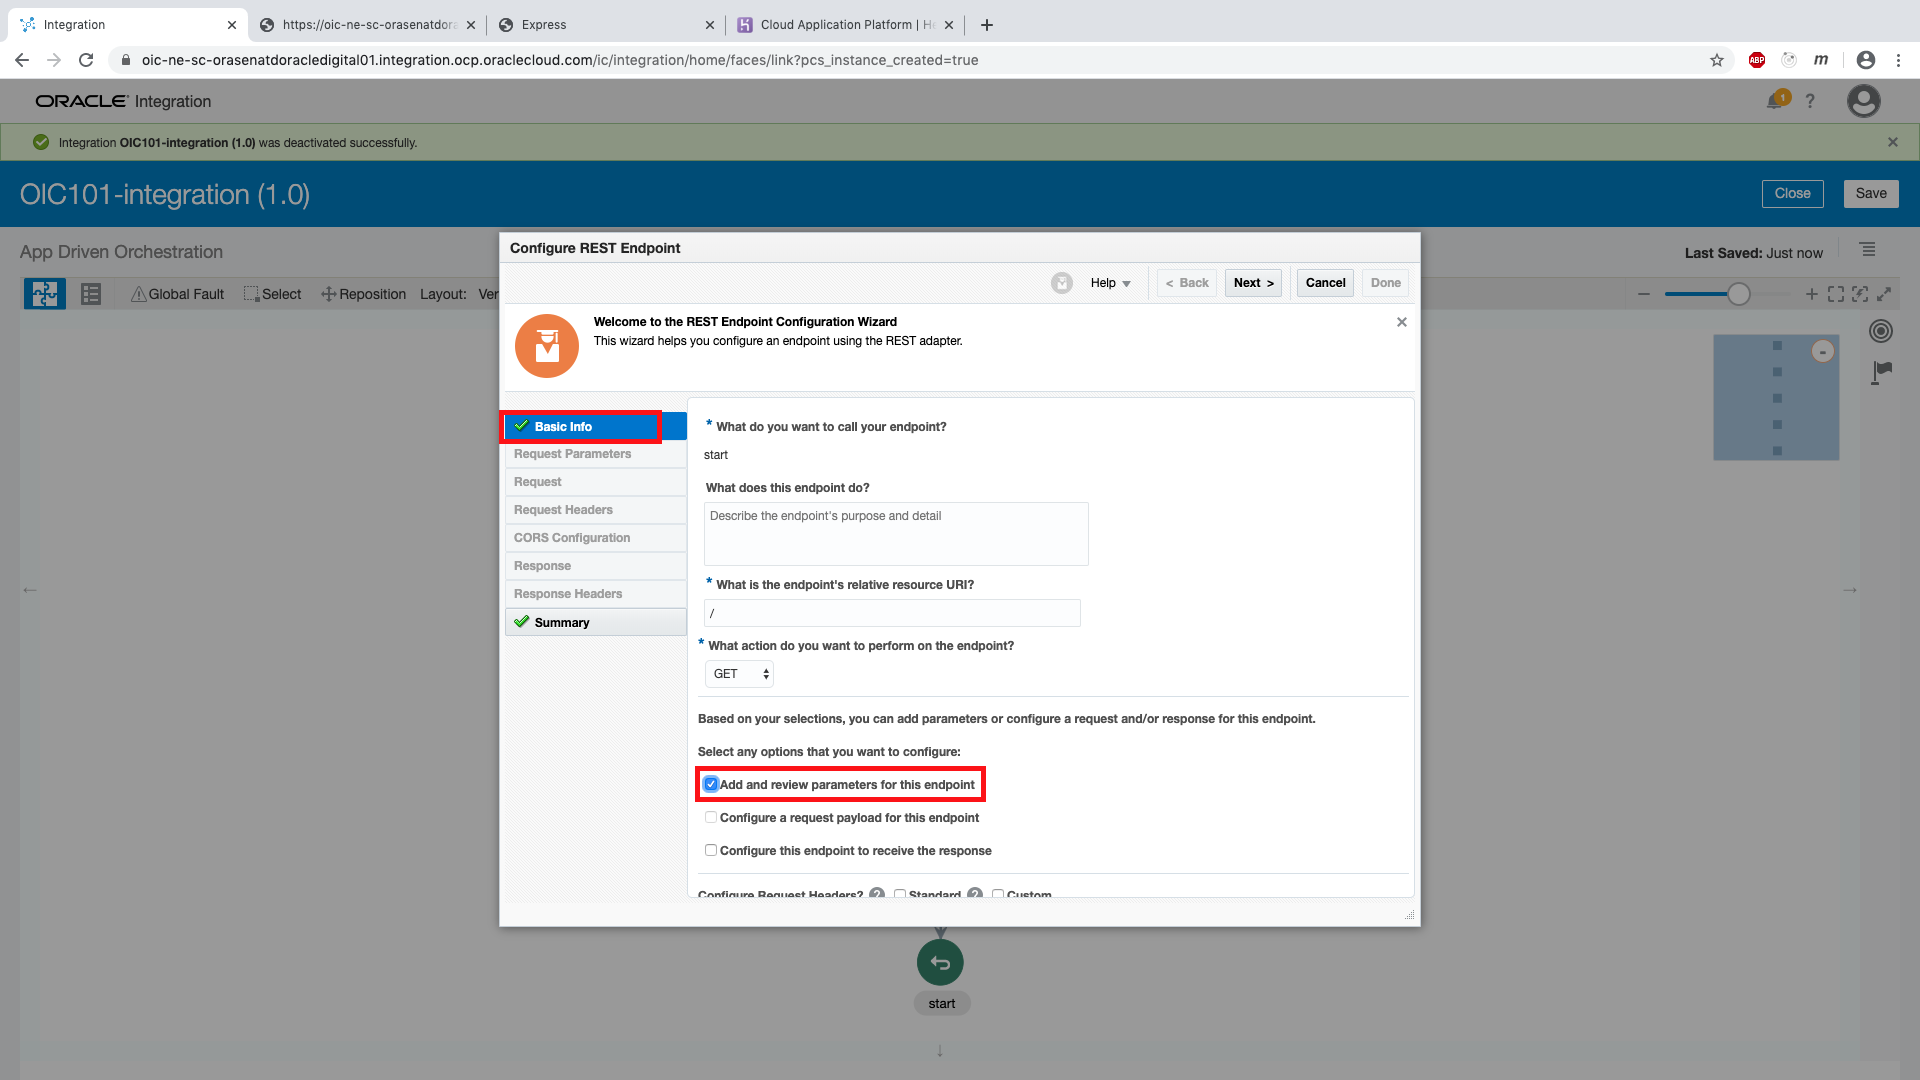 Integration
https://oic-ne-sc-orasenatdora
Express
Cloud Application Platform | He
oic-ne-sc-orasenatdoracledigital01.integration.ocp.oraclecloud.com/ic/integration/home/faces/link?pcs_instance_created=true
ABP
m
ORACLE Integration
1
?
Integration OIC101-integration (1.0) was deactivated successfully.
OIC101-integration (1.0)
Close
Save
App Driven Orchestration
Last Saved: Just now
Global Fault
Select
Reposition
Layout: Ver
Configure REST Endpoint
Help
< Back
Next >
Cancel
Done
Welcome to the REST Endpoint Configuration Wizard
This wizard helps you configure an endpoint using the REST adapter.
Basic Info
Request Parameters
Request
Request Headers
CORS Configuration
Response
Response Headers
Summary
* What do you want to call your endpoint?
start
What does this endpoint do?
Describe the endpoint's purpose and detail
* What is the endpoint's relative resource URI?
/
* What action do you want to perform on the endpoint?
GET
Based on your selections, you can add parameters or configure a request and/or response for this endpoint.
Select any options that you want to configure:
Add and review parameters for this endpoint
Configure a request payload for this endpoint
Configure this endpoint to receive the response
Configure Request Headers? ? Standard ? Custom
start